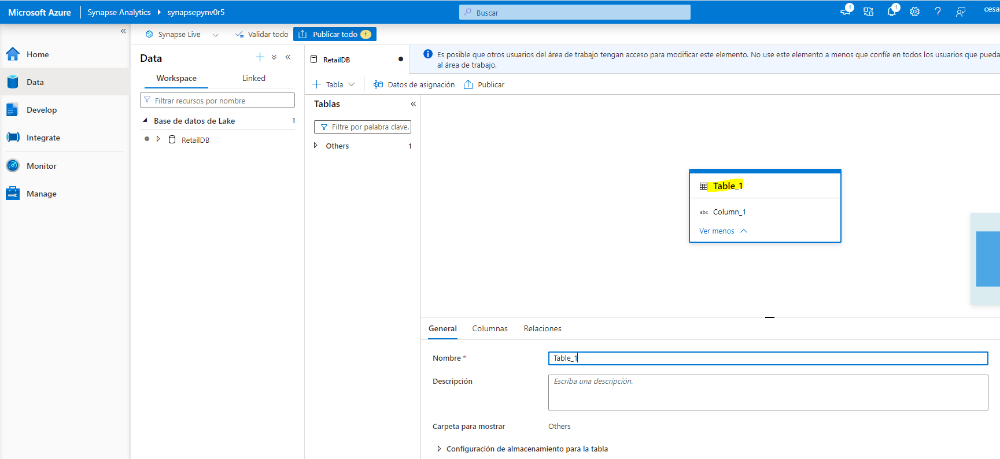 Microsoft Azure
Synapse Analytics
synapsepynv0r5
Buscar
1
1
cesa
Home
Data
Develop
Integrate
Monitor
Manage
Synapse Live
Validar todo
Publicar todo 1
Data
Workspace
Linked
Filtrar recursos por nombre
Base de datos de Lake 1
RetailDB
RetailDB
Es posible que otros usuarios del área de trabajo tengan acceso para modificar este elemento. No use este elemento a menos que confíe en todos los usuarios que pueda
al área de trabajo.
Tabla
Datos de asignación
Publicar
Tablas
Filtre por palabra clave.
Others 1
Table_1
abc Column_1
Ver menos
General
Columnas
Relaciones
Nombre * Table_1
Descripción Escriba una descripción.
Carpeta para mostrar Others
Configuración de almacenamiento para la tabla